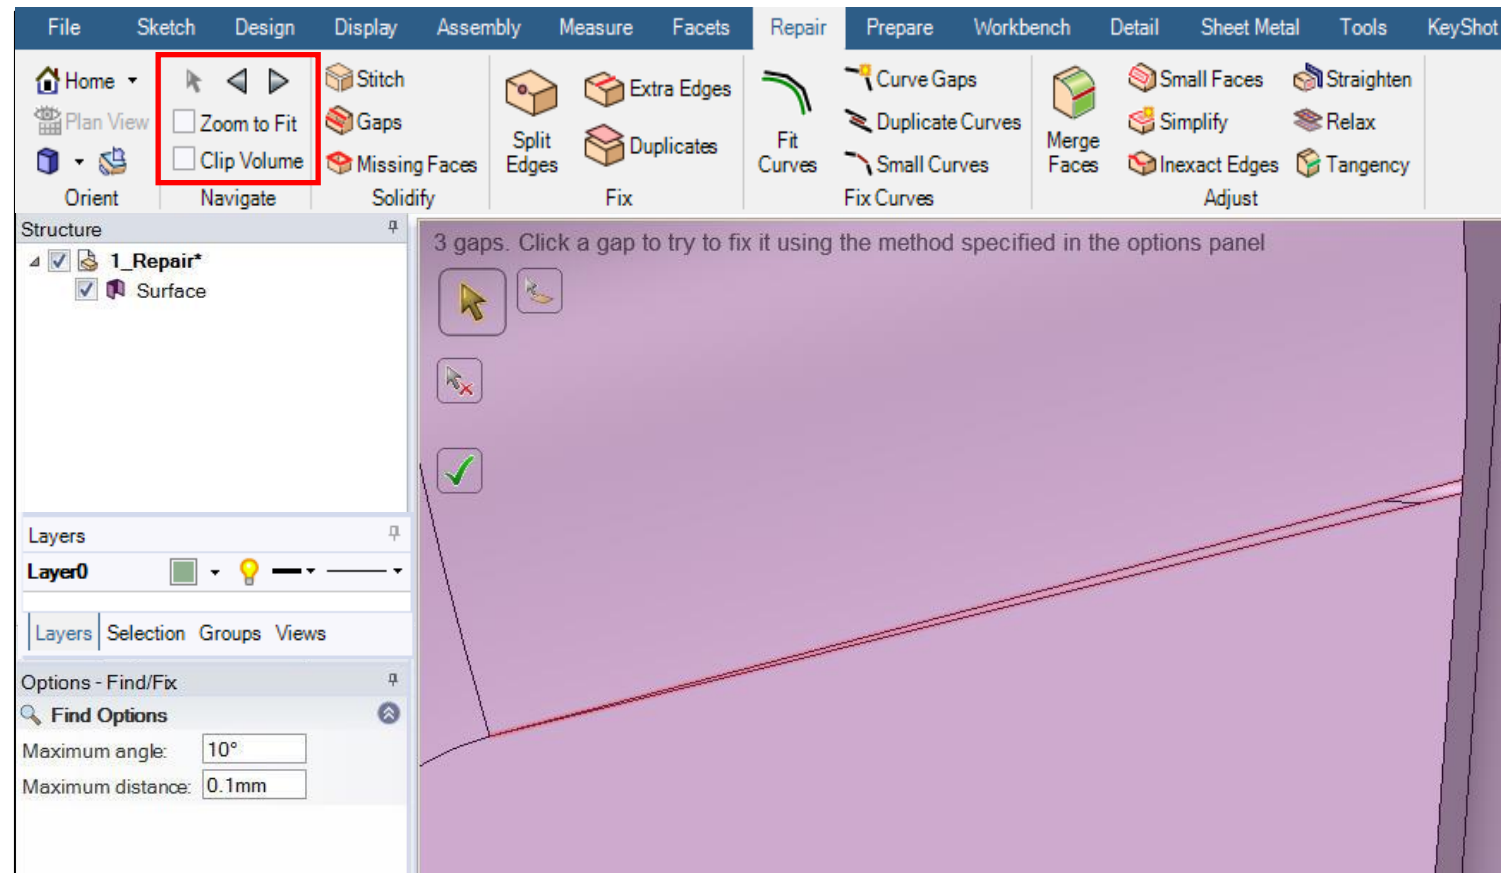 File Sketch Design Display Assembly Measure Facets Repair Prepare Workbench Detail Sheet Metal Tools KeyShot
Home Stitch Extra Edges Curve Gaps Small Faces Straighten
Plan View Zoom to Fit Gaps Duplicate Curves Simplify Relax
Split Edges Duplicates Fit Curves Merge Faces
Clip Volume Missing Faces Small Curves Inexact Edges Tangency
Orient Navigate Solidify Fix Fix Curves Adjust
Structure
3 gaps. Click a gap to try to fix it using the method specified in the options panel
1_Repair*
Surface
Layers
Layer0
Layers Selection Groups Views
Options - Find/Fix
Find Options
Maximum angle: 10°
Maximum distance: 0.1mm